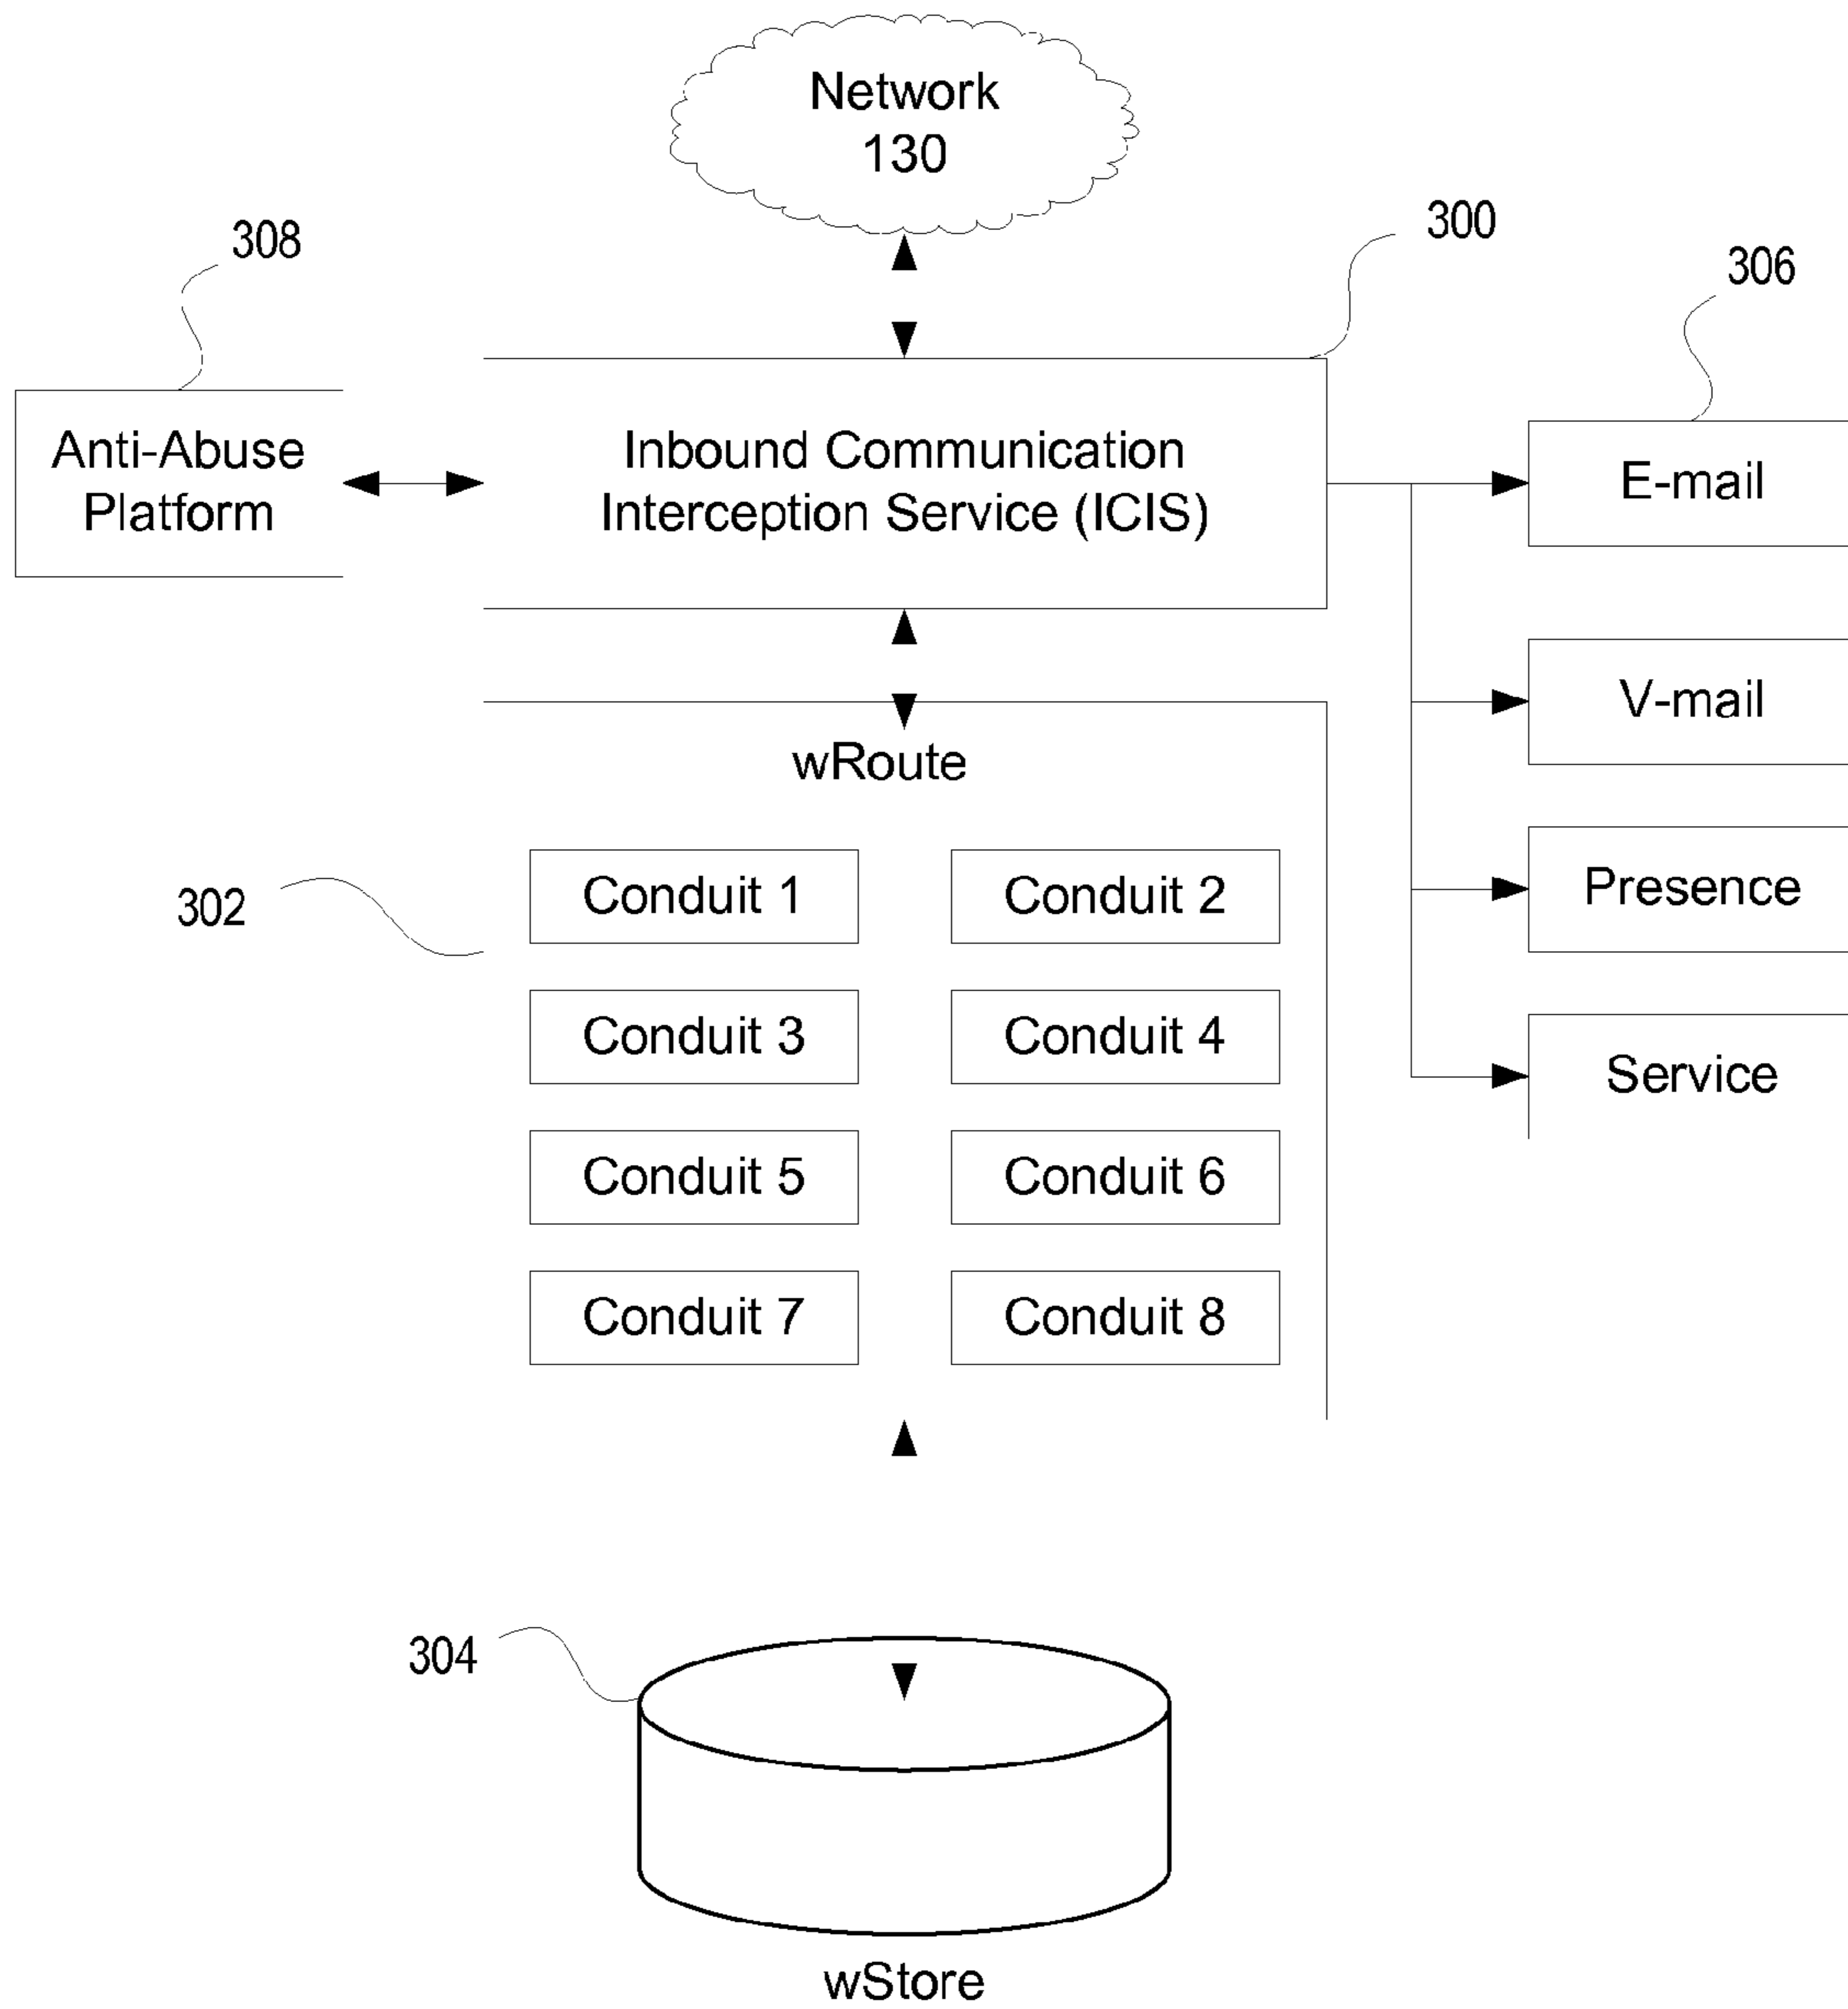 Network
130
308
300
306
Anti-Abuse
Platform
Inbound Communication
Interception Service (ICIS)
E-mail
V-mail
wRoute
302
Conduit 1
Conduit 2
Presence
Conduit 3
Conduit 4
Service
Conduit 5
Conduit 6
Conduit 7
Conduit 8
304
wStore